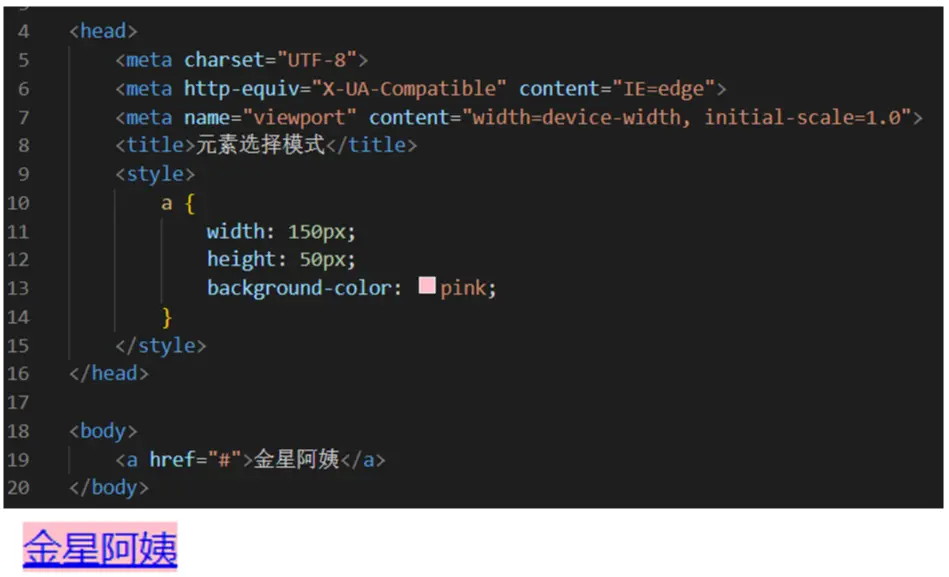 4 <head>
5 <meta charset="UTF-8">
6 <meta http-equiv="X-UA-Compatible" content="IE=edge">
7 <meta name="viewport" content="width=device-width, initial-scale=1.0">
8 <title>元素选择模式</title>
9 <style>
10 a {
11 width: 150px;
12 height: 50px;
13 background-color: pink;
14 }
15 </style>
16 </head>
17
18 <body>
19 <a href="#">金星阿姨</a>
20 </body>
金星阿姨